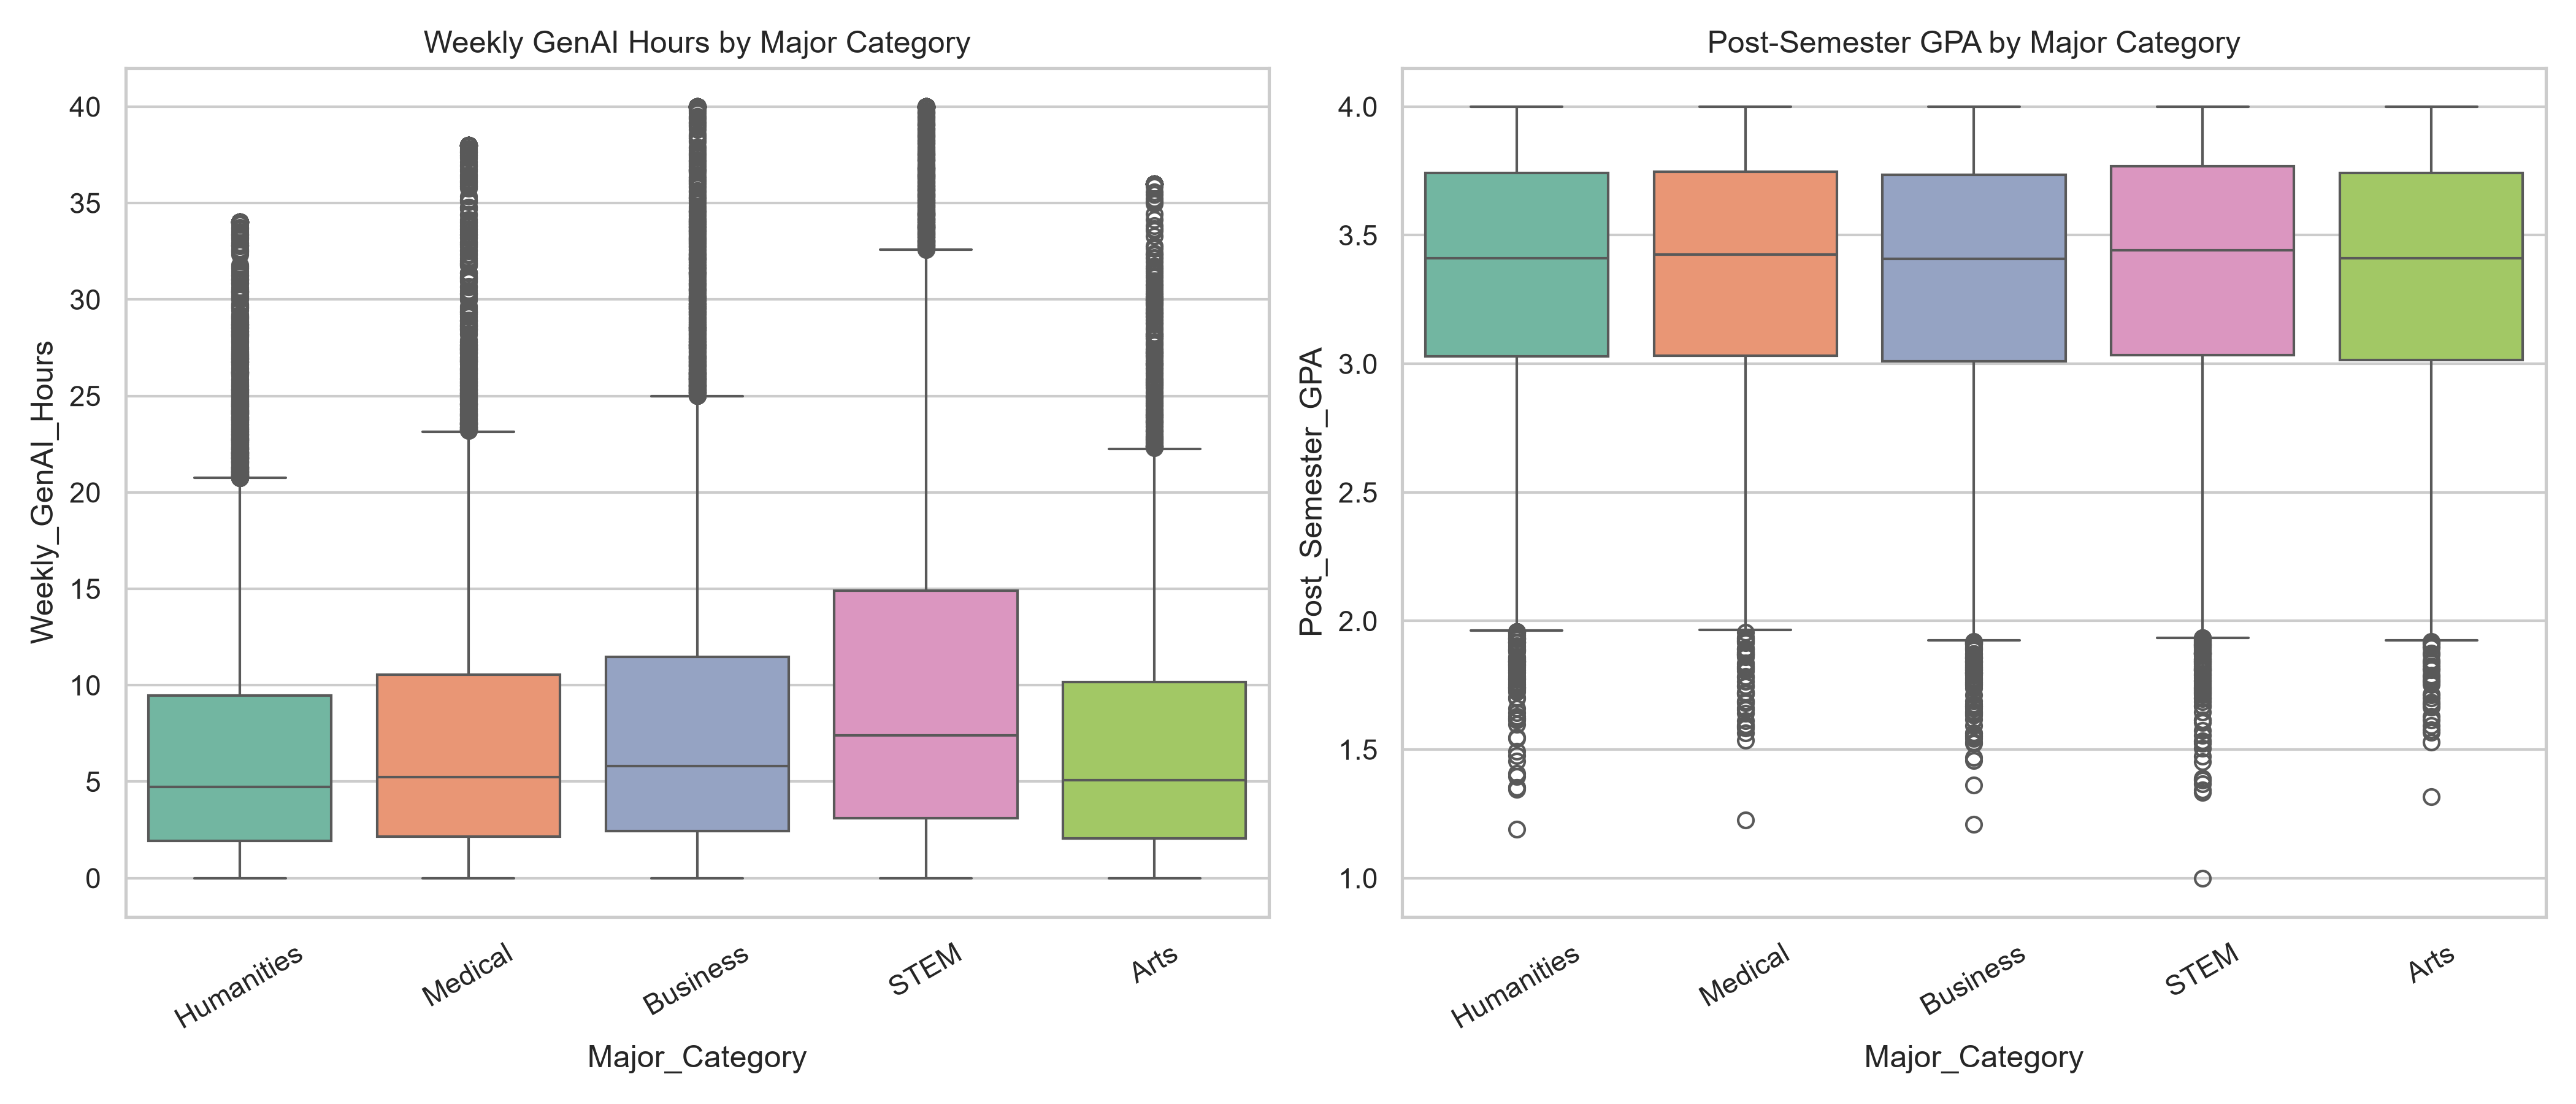 Weekly GenAI Hours by Major Category
Weekly_GenAI_Hours
40
35
30
25
20
15
10
5
0
Humanities
Medical
Business
STEM
Arts
Major_Category
Post-Semester GPA by Major Category
Post_Semester_GPA
4.0
3.5
3.0
2.5
2.0
1.5
1.0
Humanities
Medical
Business
STEM
Arts
Major_Category